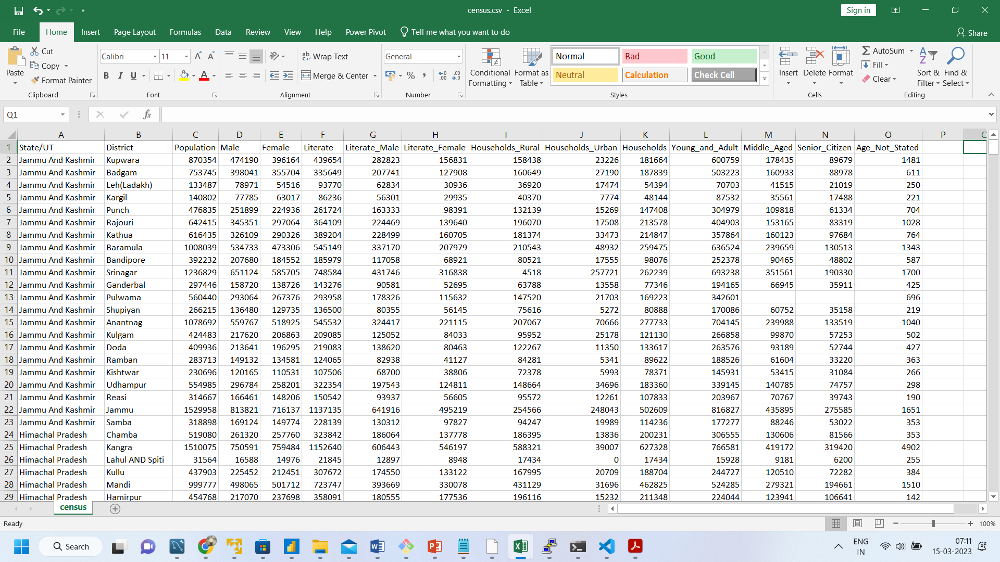 census.csv - Excel
Sign in
File Home Insert Page Layout Formulas Data Review View Help Power Pivot Tell me what you want to do Share
Paste Cut Copy Format Painter Clipboard
Calibri 11 B I U A Font
Wrap Text Merge & Center Alignment
General % Number
Conditional Formatting Format as Table Normal Bad Good Neutral Calculation Check Cell Styles
Insert Delete Format Cells
AutoSum Fill Clear Sort & Filter Find & Select Editing
Q1 fx
A B C D E F G H I J K L M N O P
1 State/UT District Population Male Female Literate Literate_Male Literate_Female Households_Rural Households_Urban Households Young_and_Adult Middle_Aged Senior_Citizen Age_Not_Stated
2 Jammu And Kashmir Kupwara 870354 474190 396164 439654 282823 156831 158438 23226 181664 600759 178435 89679 1481
3 Jammu And Kashmir Badgam 753745 398041 355704 335649 207741 127908 160649 27190 187839 503223 160933 88978 611
4 Jammu And Kashmir Leh(Ladakh) 133487 78971 54516 93770 62834 30936 36920 17474 54394 70703 41515 21019 250
5 Jammu And Kashmir Kargil 140802 77785 63017 86236 56301 29935 40370 7774 48144 87532 35561 17488 221
6 Jammu And Kashmir Punch 476835 251899 224936 261724 163333 98391 132139 15269 147408 304979 109818 61334 704
7 Jammu And Kashmir Rajouri 642415 345351 297064 364109 224469 139640 196070 17508 213578 404903 153165 83319 1028
8 Jammu And Kashmir Kathua 616435 326109 290326 389204 228499 160705 181374 33473 214847 357864 160123 97684 764
9 Jammu And Kashmir Baramula 1008039 534733 473306 545149 337170 207979 210543 48932 259475 636524 239659 130513 1343
10 Jammu And Kashmir Bandipore 392232 207680 184552 185979 117058 68921 80521 17555 98076 252378 90465 48802 587
11 Jammu And Kashmir Srinagar 1236829 651124 585705 748584 431746 316838 4518 257721 262239 693238 351561 190330 1700
12 Jammu And Kashmir Ganderbal 297446 158720 138726 143276 90581 52695 63788 13558 77346 194165 66945 35911 425
13 Jammu And Kashmir Pulwama 560440 293064 267376 293958 178326 115632 147520 21703 169223 342601 696
14 Jammu And Kashmir Shupiyan 266215 136480 129735 136500 80355 56145 75616 5272 80888 170086 60752 35158 219
15 Jammu And Kashmir Anantnag 1078692 559767 518925 545532 324417 221115 207067 70666 277733 704145 239988 133519 1040
16 Jammu And Kashmir Kulgam 424483 217620 206863 209085 125052 84033 95952 25178 121130 266858 99870 57253 502
17 Jammu And Kashmir Doda 409936 213641 196295 219083 138620 80463 122267 11350 133617 263576 93189 52744 427
18 Jammu And Kashmir Ramban 283713 149132 134581 124065 82938 41127 84281 5341 89622 188526 61604 33220 363
19 Jammu And Kashmir Kishtwar 230696 120165 110531 107506 68700 38806 72378 5993 78371 145931 53415 31084 266
20 Jammu And Kashmir Udhampur 554985 296784 258201 322354 197543 124811 148664 34696 183360 339145 140785 74757 298
21 Jammu And Kashmir Reasi 314667 166461 148206 150542 93937 56605 95572 12261 107833 203967 70767 39743 190
22 Jammu And Kashmir Jammu 1529958 813821 716137 1137135 641916 495219 254566 248043 502609 816827 435895 275585 1651
23 Jammu And Kashmir Samba 318898 169124 149774 228139 130312 97827 94247 19989 114236 177277 88246 53022 353
24 Himachal Pradesh Chamba 519080 261320 257760 323842 186064 137778 186395 13836 200231 306555 130606 81566 353
25 Himachal Pradesh Kangra 1510075 750591 759484 1152640 606443 546197 588321 39007 627328 766581 419172 319420 4902
26 Himachal Pradesh Lahul AND Spiti 31564 16588 14976 21845 12897 8948 17434 0 17434 15928 9181 6200 255
27 Himachal Pradesh Kullu 437903 225452 212451 307672 174550 133122 167995 20709 188704 244727 120510 72282 384
28 Himachal Pradesh Mandi 999777 498065 501712 723747 393669 330078 431129 31696 462825 524285 279321 194661 1510
29 Himachal Pradesh Hamirpur 454768 217070 237698 358091 180555 177536 196116 15232 211348 224044 123941 106641 142
census
Ready 100%
Search ENG IN 07:11 15-03-2023